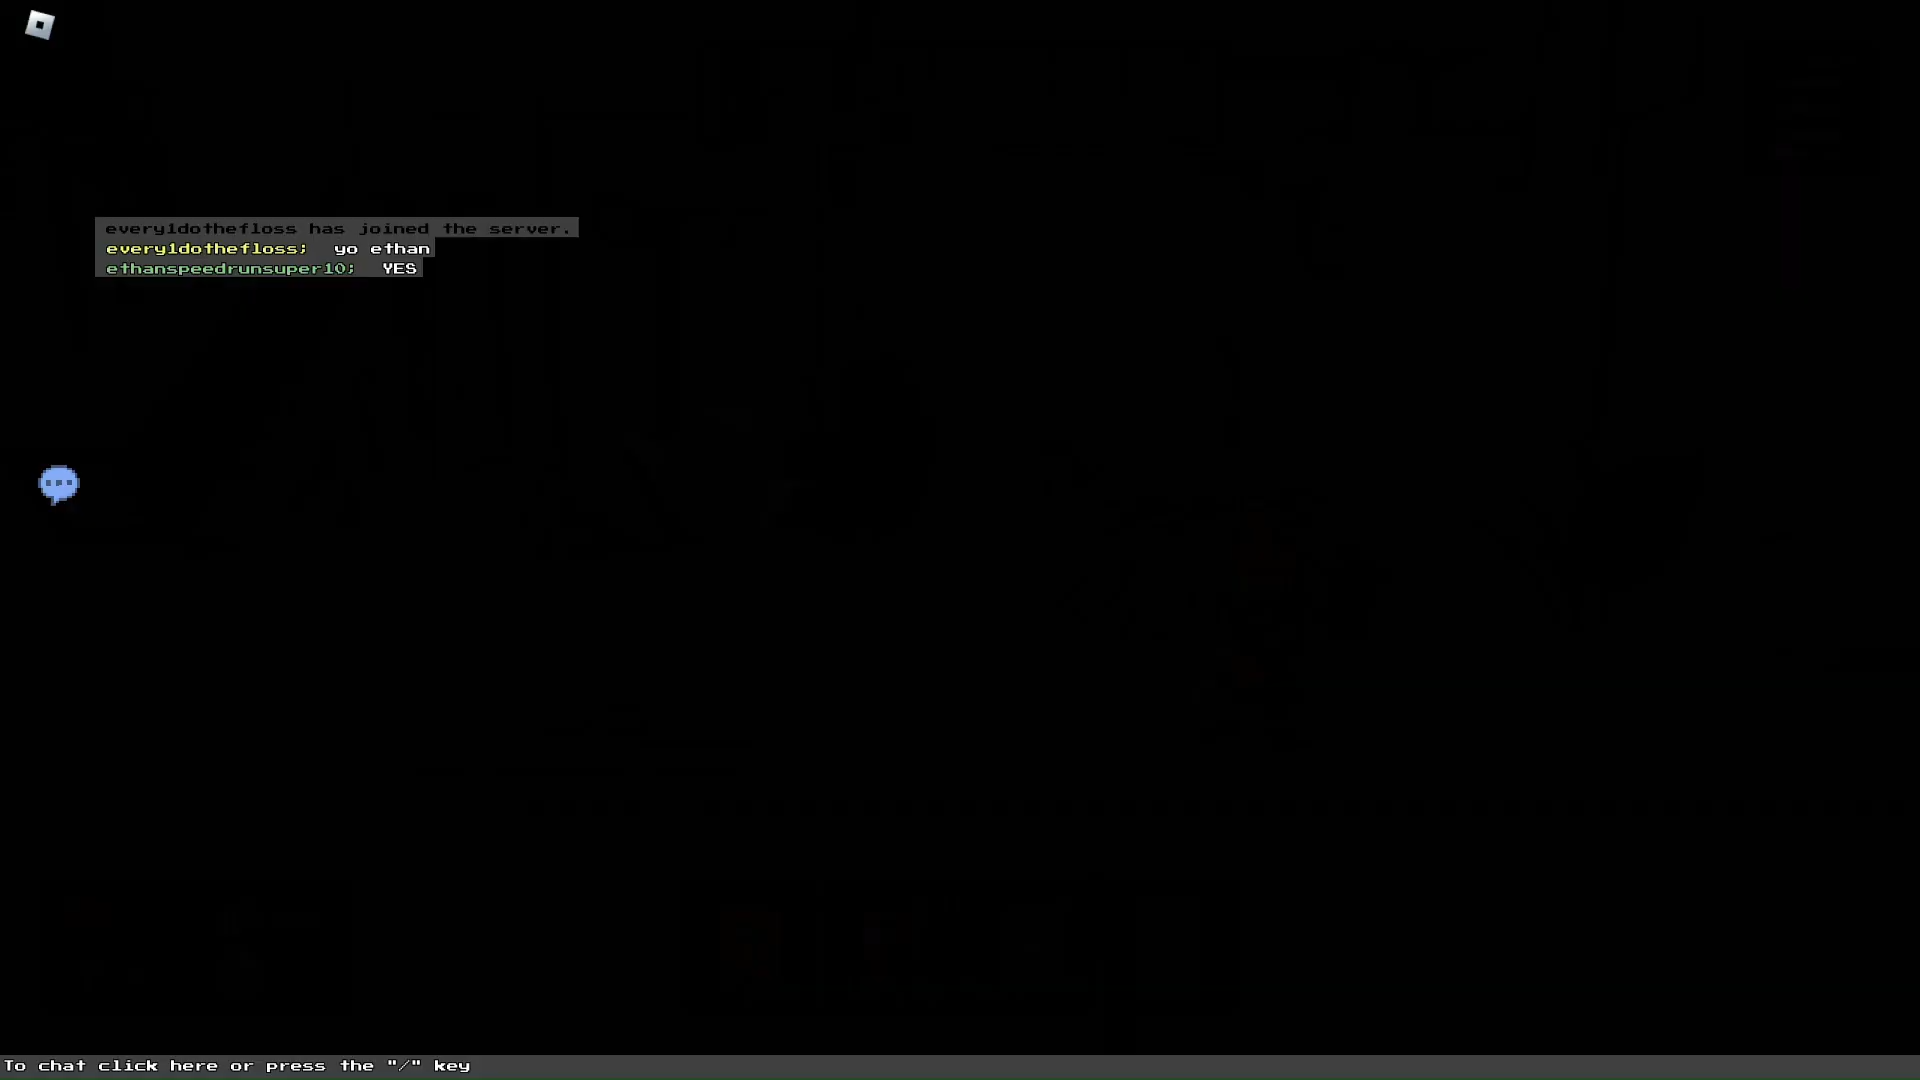 every1dothefloss has joined the server.
every1dothefloss; yo ethan
ethanspeedrunsuper10; YES
To chat click here or press the "/" key